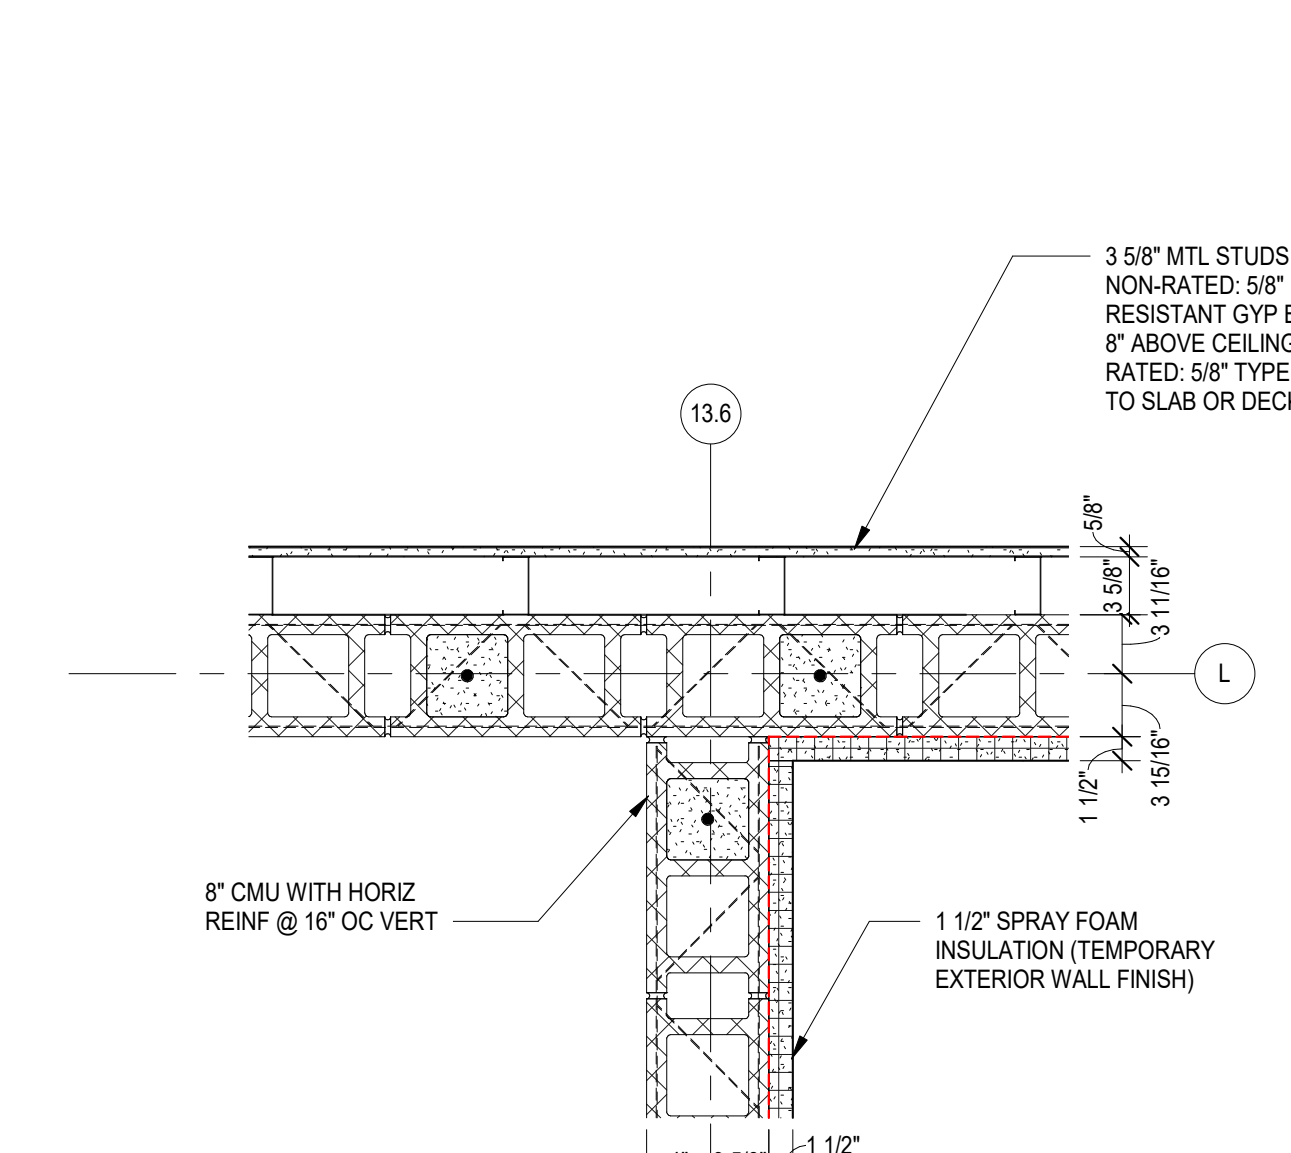 3 5/8" MTL STUDS
NON-RATED: 5/8"
RESISTANT GYP
8" ABOVE CEILING
RATED: 5/8" TYPE
TO SLAB OR DECK
13.6
5/8"
3 5/8"
3 11/16"
L
1 1/2"
3 15/16"
8" CMU WITH HORIZ
REINF @ 16" OC VERT
1 1/2" SPRAY FOAM
INSULATION (TEMPORARY
EXTERIOR WALL FINISH)
1 1/2"